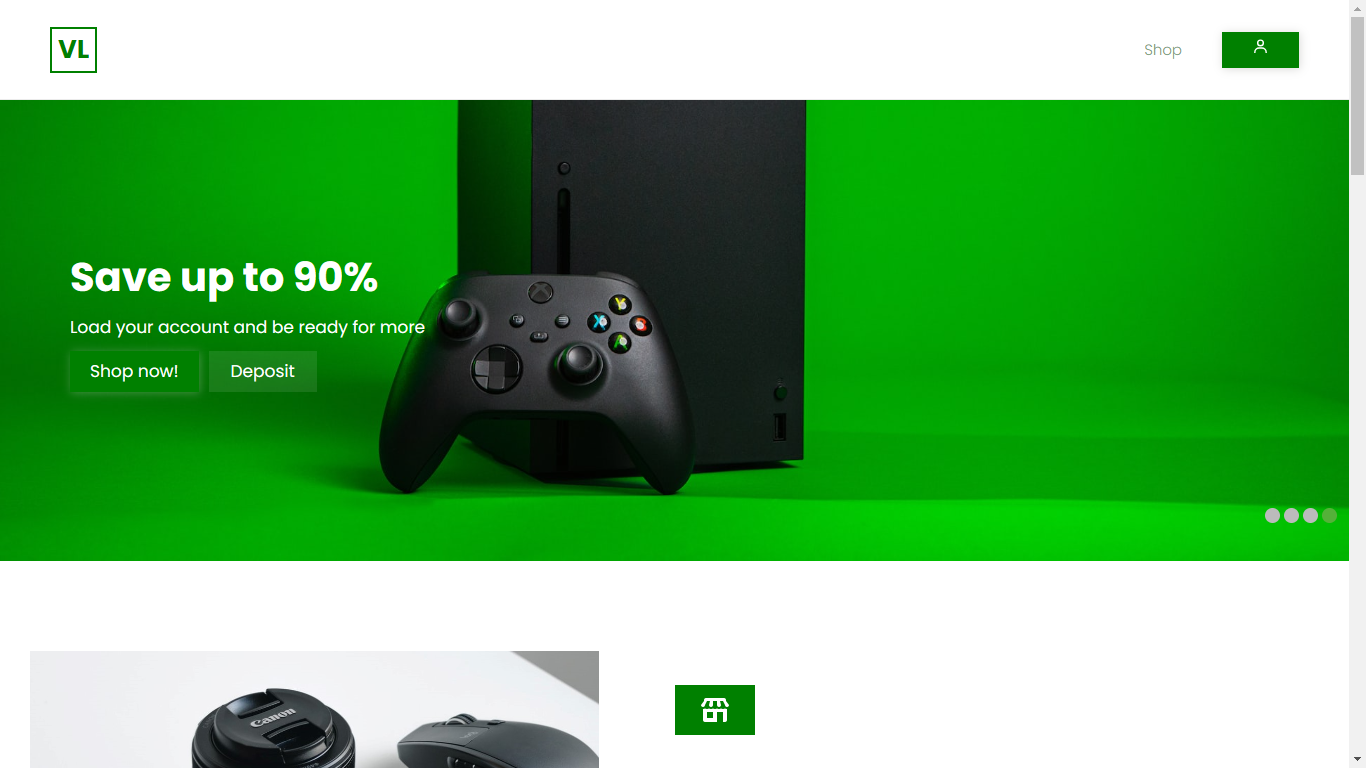 VL
Shop
Save up to 90%
Load your account and be ready for more
Shop now!
Deposit
Y
X
Canon